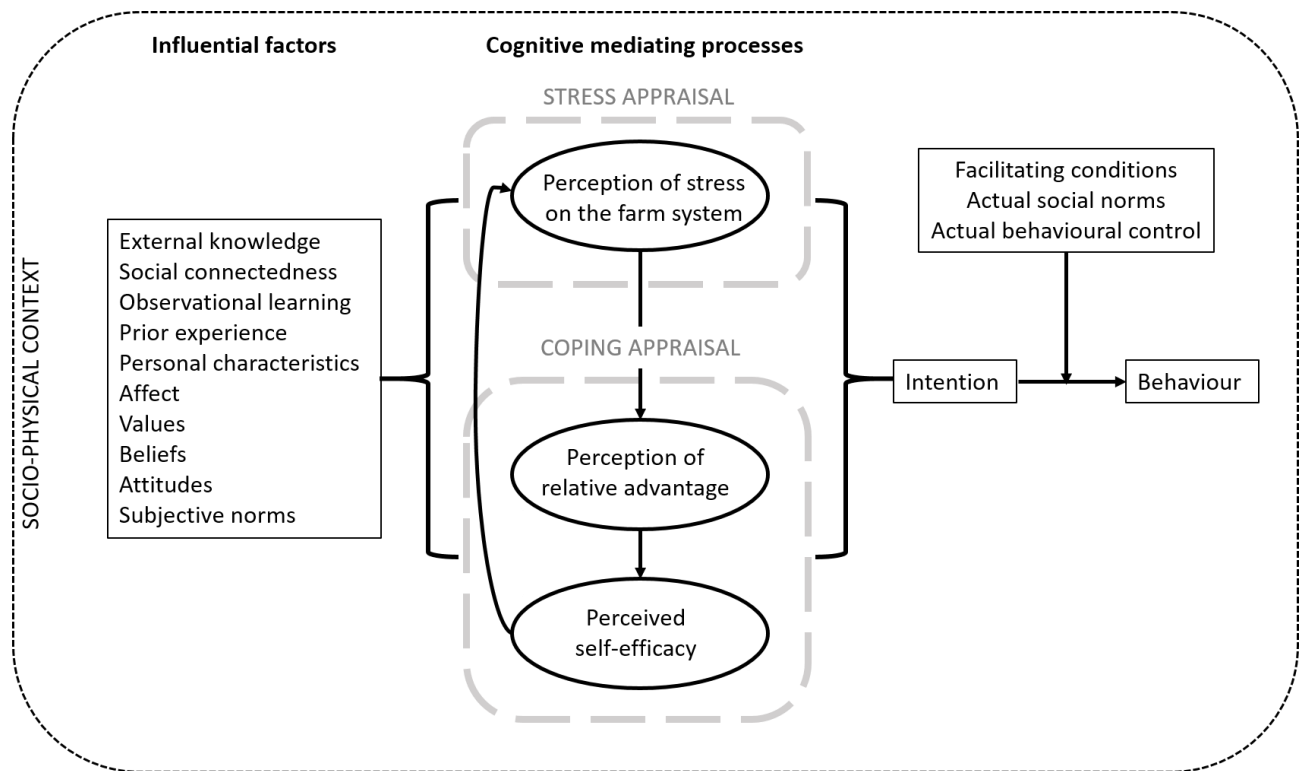 Influential factors
Cognitive mediating processes
STRESS APPRAISAL
Perception of stress
on the farm system
Facilitating conditions
Actual social norms
Actual behavioural control
SOCIO-PHYSICAL CONTEXT
External knowledge
Social connectedness
Observational learning
Prior experience
Personal characteristics
Affect
Values
Beliefs
Attitudes
Subjective norms
COPING APPRAISAL
Perception of
relative advantage
Perceived
self-efficacy
Intention
Behaviour